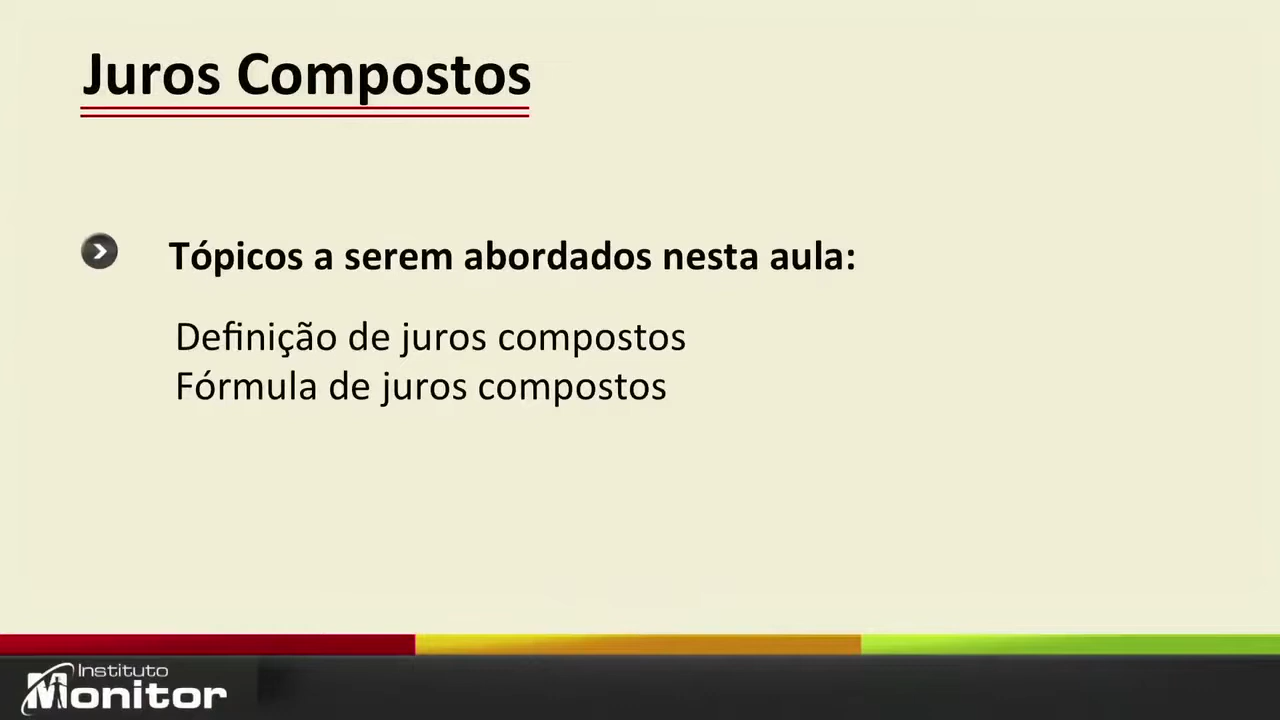 Juros Compostos
Tópicos a serem abordados nesta aula:
Definição de juros compostos
Fórmula de juros compostos
Instituto
Monitor